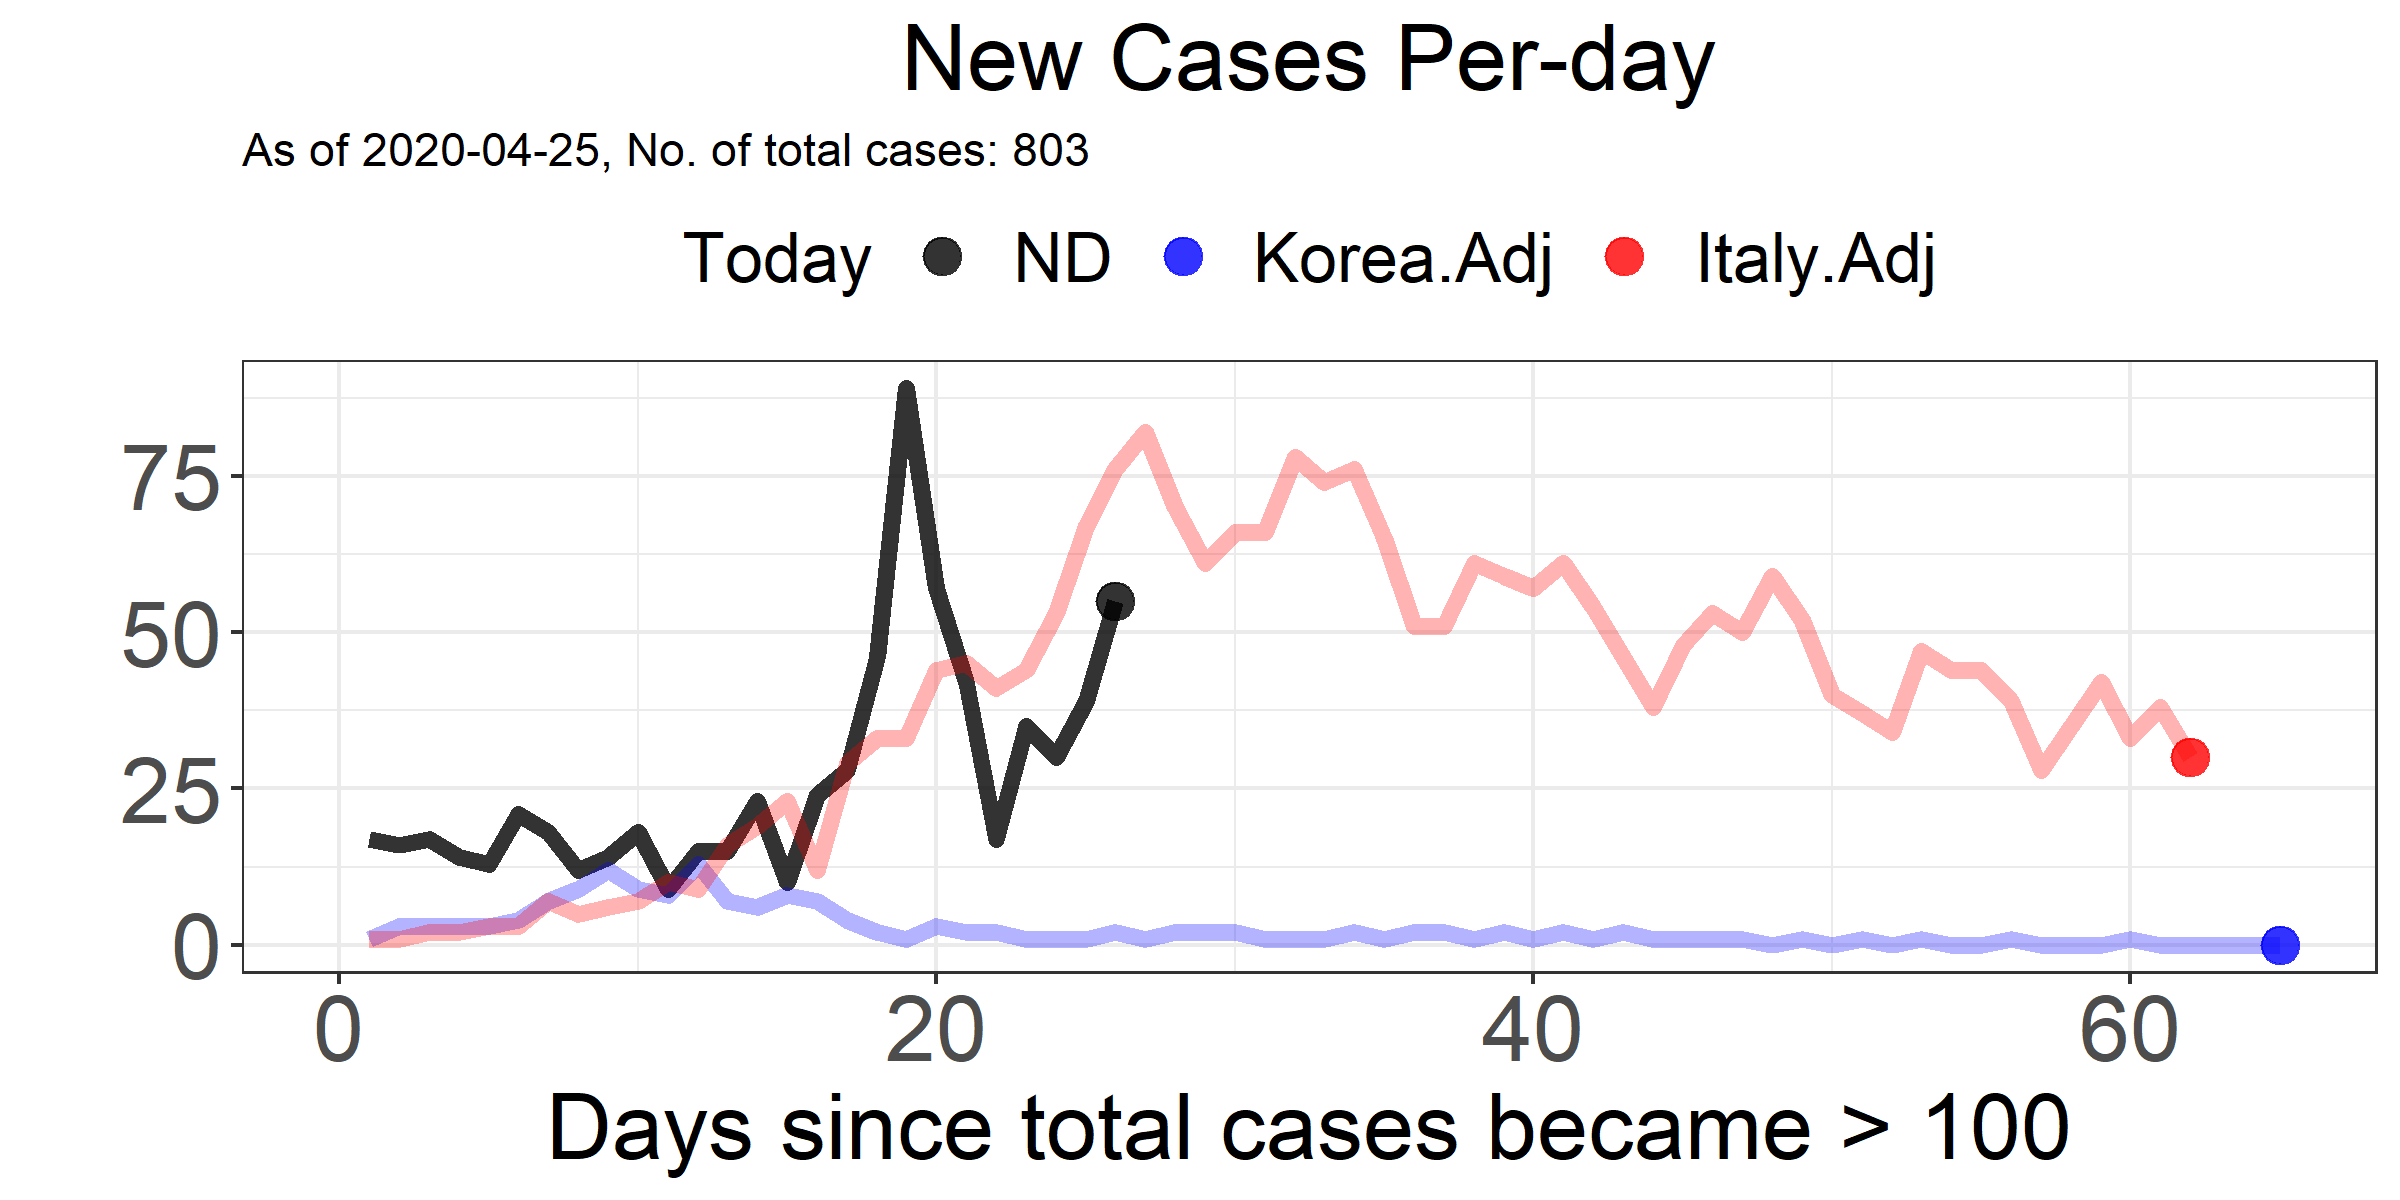 New Cases Per-day
As of 2020-04-25, No. of total cases: 803
Today ND Korea.Adj Italy.Adj
75
50
25
0
0 20 40 60
Days since total cases became > 100